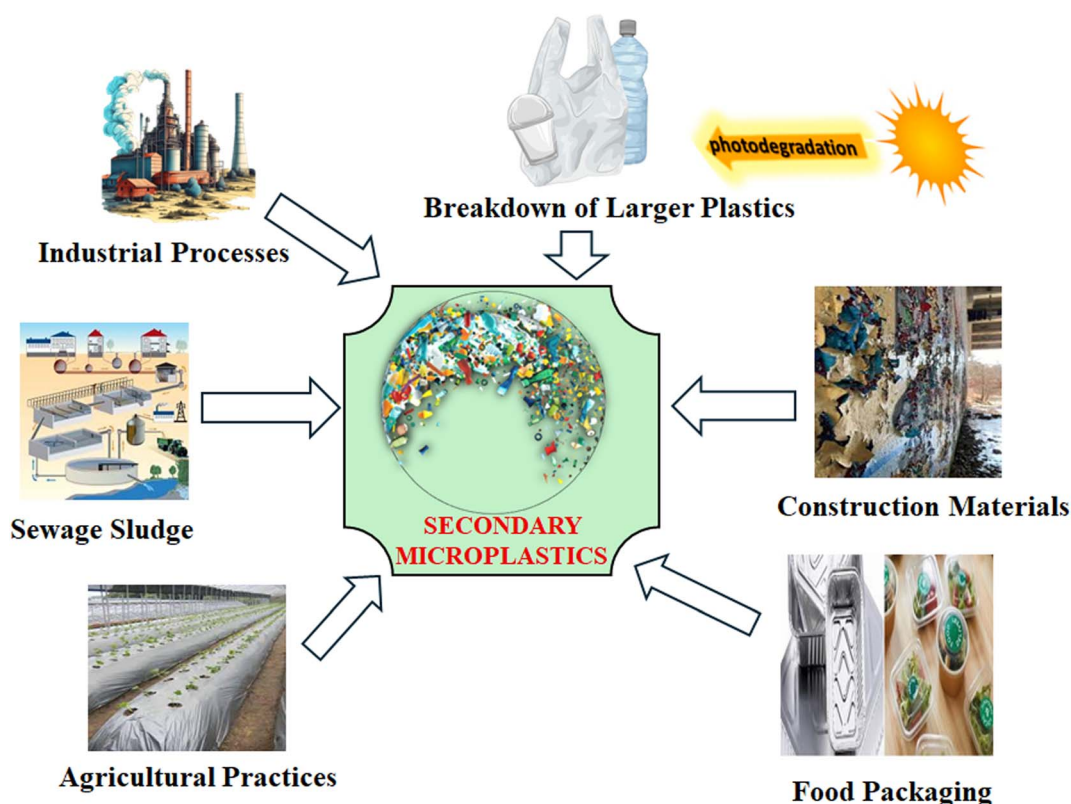 photodegradation
Breakdown of Larger Plastics
Industrial Processes
SECONDARY
MICROPLASTICS
Sewage Sludge
Construction Materials
Agricultural Practices
Food Packaging